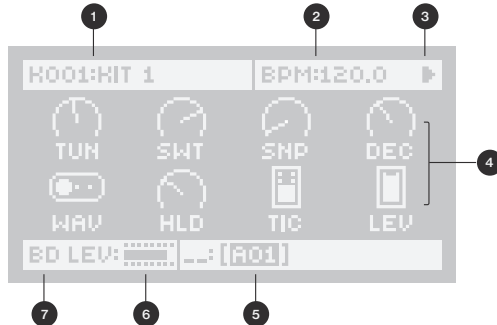 1 2 3
K001:KIT 1 BPM:120.0
TUN SWT SNP DEC
4
WAV HLD TIC LEV
BD LEV: __:[A01]
7 6 5